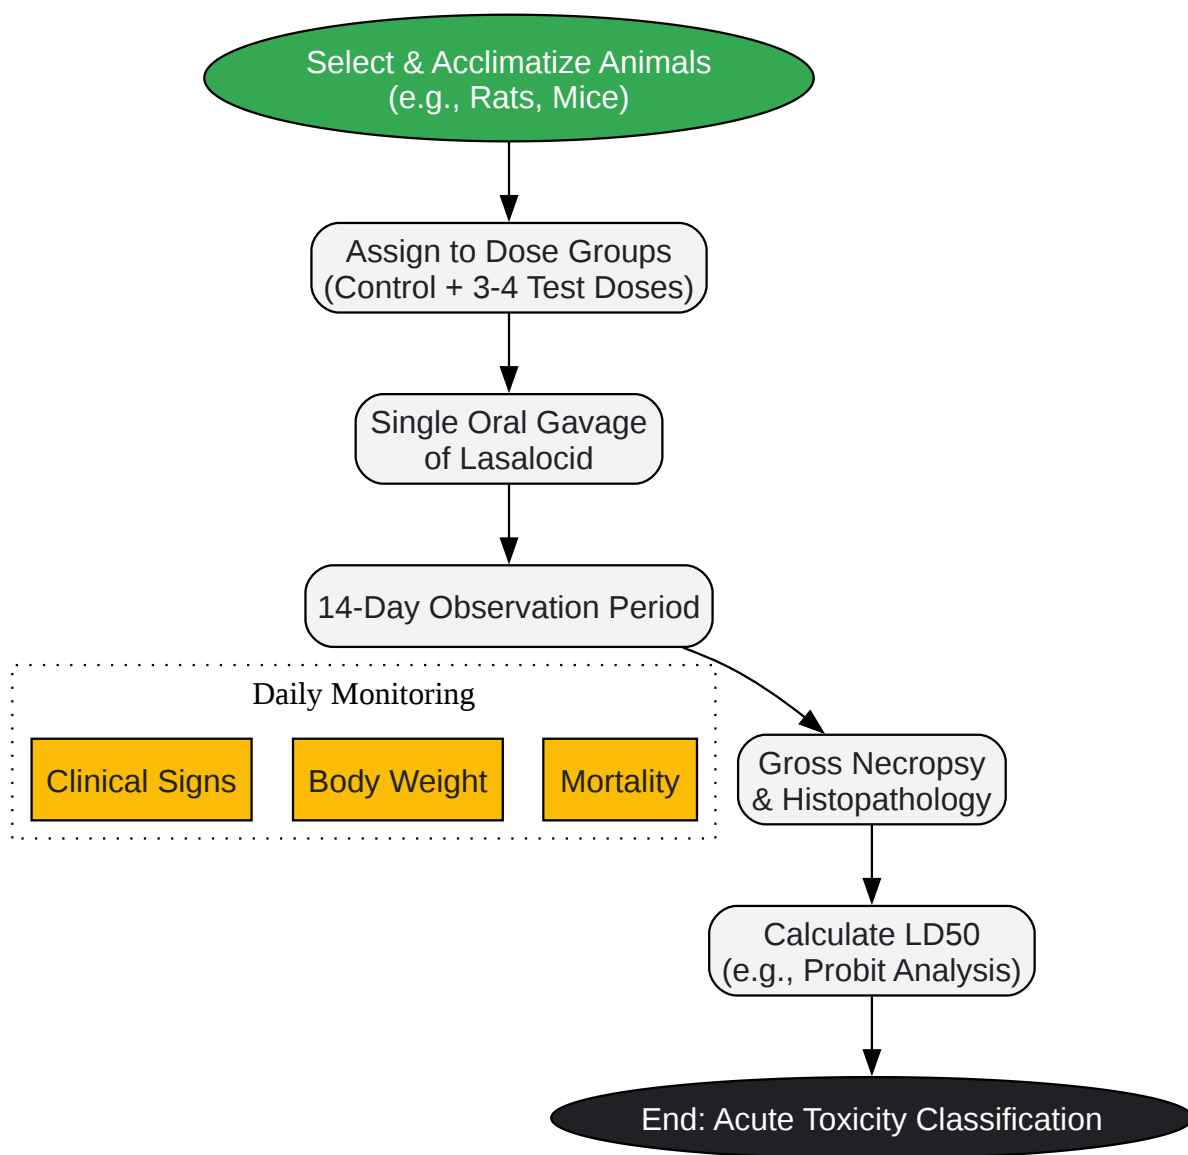 Select & Acclimatize Animals
(e.g., Rats, Mice)
Assign to Dose Groups
(Control + 3-4 Test Doses)
Single Oral Gavage
of Lasalocid
14-Day Observation Period
Daily Monitoring
Clinical Signs
Body Weight
Mortality
Gross Necropsy
& Histopathology
Calculate LD50
(e.g., Probit Analysis)
End: Acute Toxicity Classification